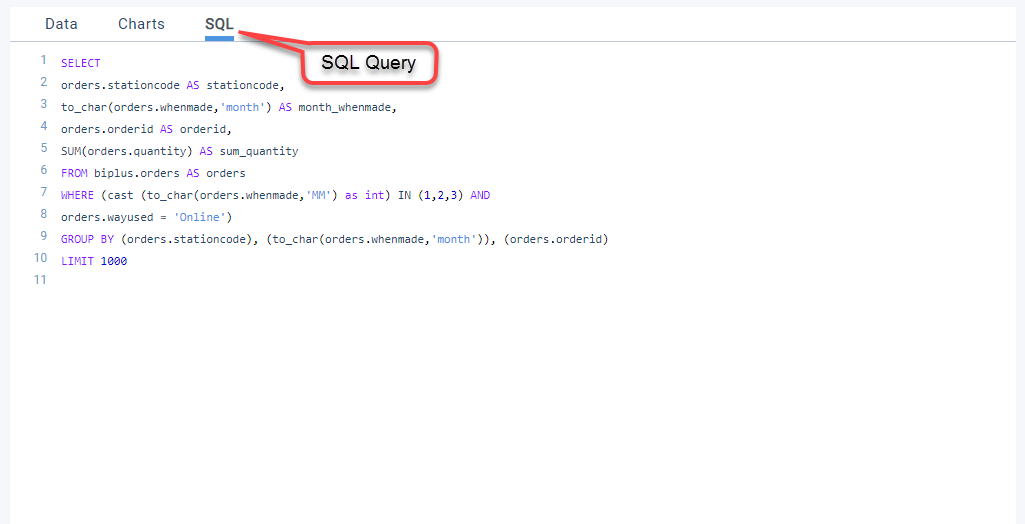 Data Charts SQL
SQL Query
1 SELECT
2 orders.stationcode AS stationcode,
3 to_char(orders.whenmade,'month') AS month_whenmade,
4 orders.orderid AS orderid,
5 SUM(orders.quantity) AS sum_quantity
6 FROM biplus.orders AS orders
7 WHERE (cast (to_char(orders.whenmade,'MM') as int) IN (1,2,3) AND
8 orders.wayused = 'Online')
9 GROUP BY (orders.stationcode), (to_char(orders.whenmade,'month')), (orders.orderid)
10 LIMIT 1000
11